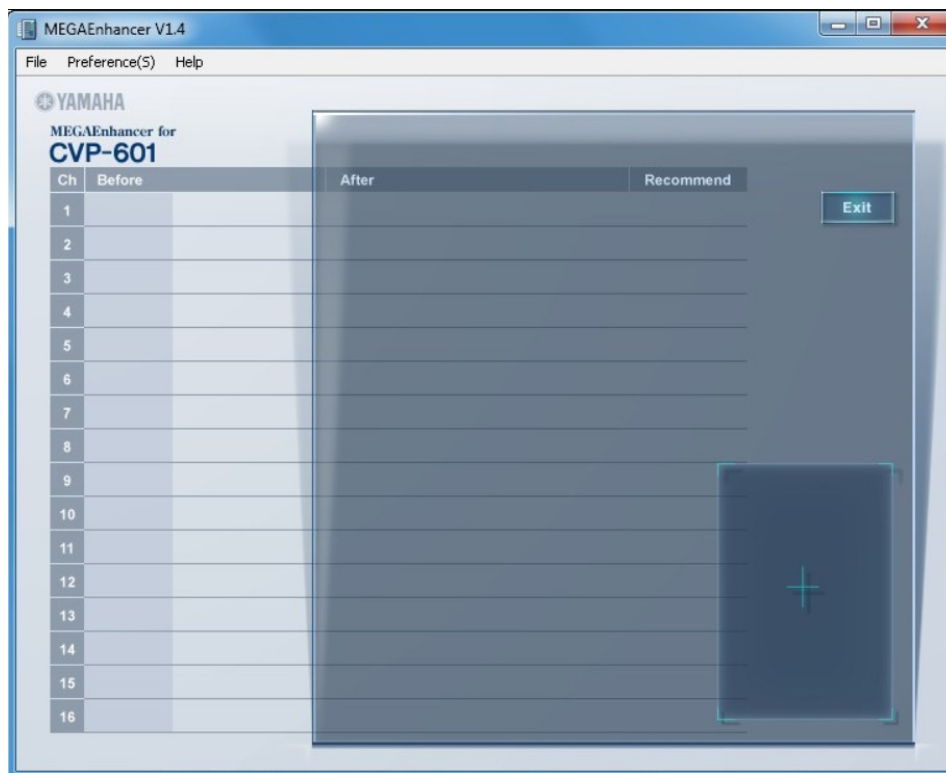 MEGAEnhancer V1.4
File Preference(S) Help
YAMAHA
MEGAEnhancer for
CVP-601
Ch Before After Recommend
1
Exit
2
3
4
5
6
7
8
9
10
11
12
13
14
15
16